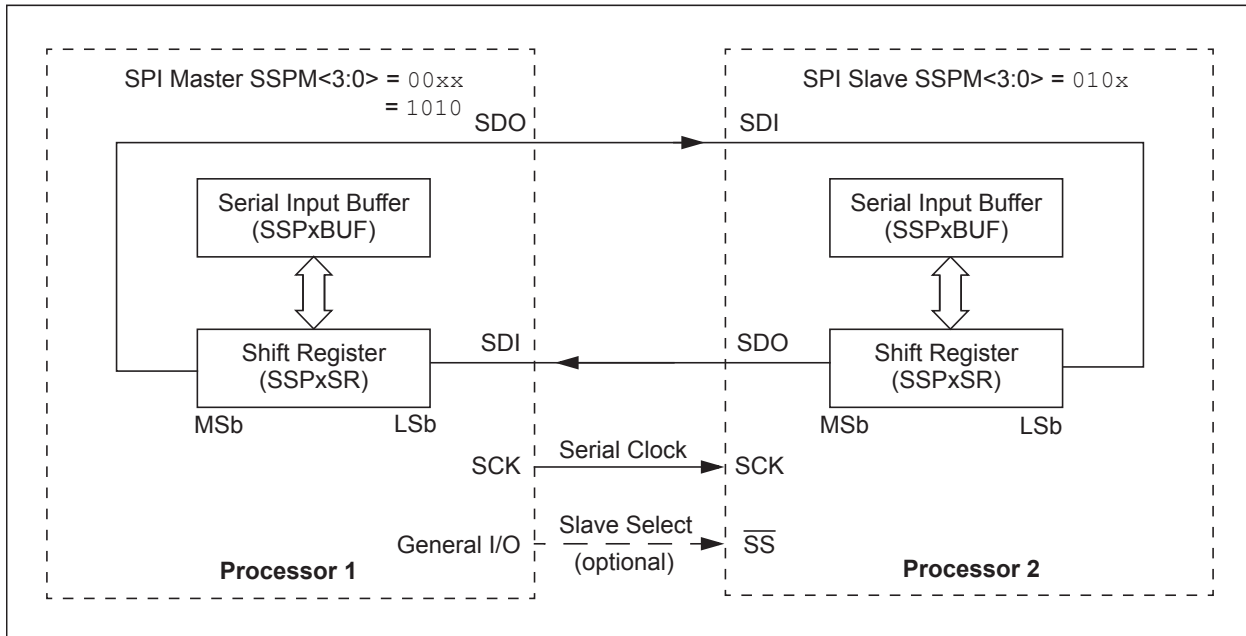 SPI Master SSPM<3:0> = 00xx
= 1010
SPI Slave SSPM<3:0> = 010x
SDO
SDI
Serial Input Buffer
(SSPxBUF)
Serial Input Buffer
(SSPxBUF)
Shift Register
(SSPxSR)
SDI
SDO
Shift Register
(SSPxSR)
MSb
LSb
MSb
LSb
SCK
Serial Clock
SCK
General I/O
Slave Select
(optional)
S̅S̅
Processor 1
Processor 2